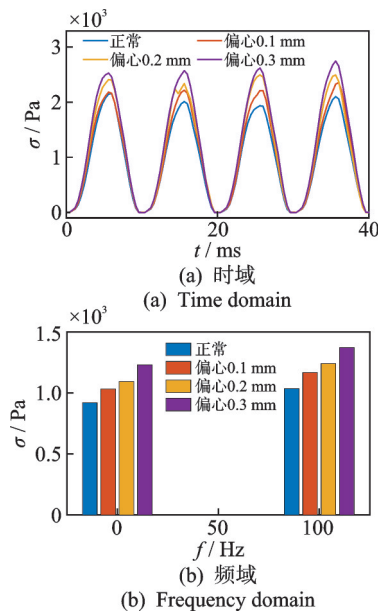 ×10³
3
正常 偏心0.1 mm
偏心0.2 mm 偏心0.3 mm
2
σ / Pa
1
0
0 20 40
t / ms
(a) 时域
(a) Time domain
×10³
1.5
正常
偏心0.1 mm
偏心0.2 mm
偏心0.3 mm
1.0
σ / Pa
0.5
0
0 50 100
f / Hz
(b) 频域
(b) Frequency domain